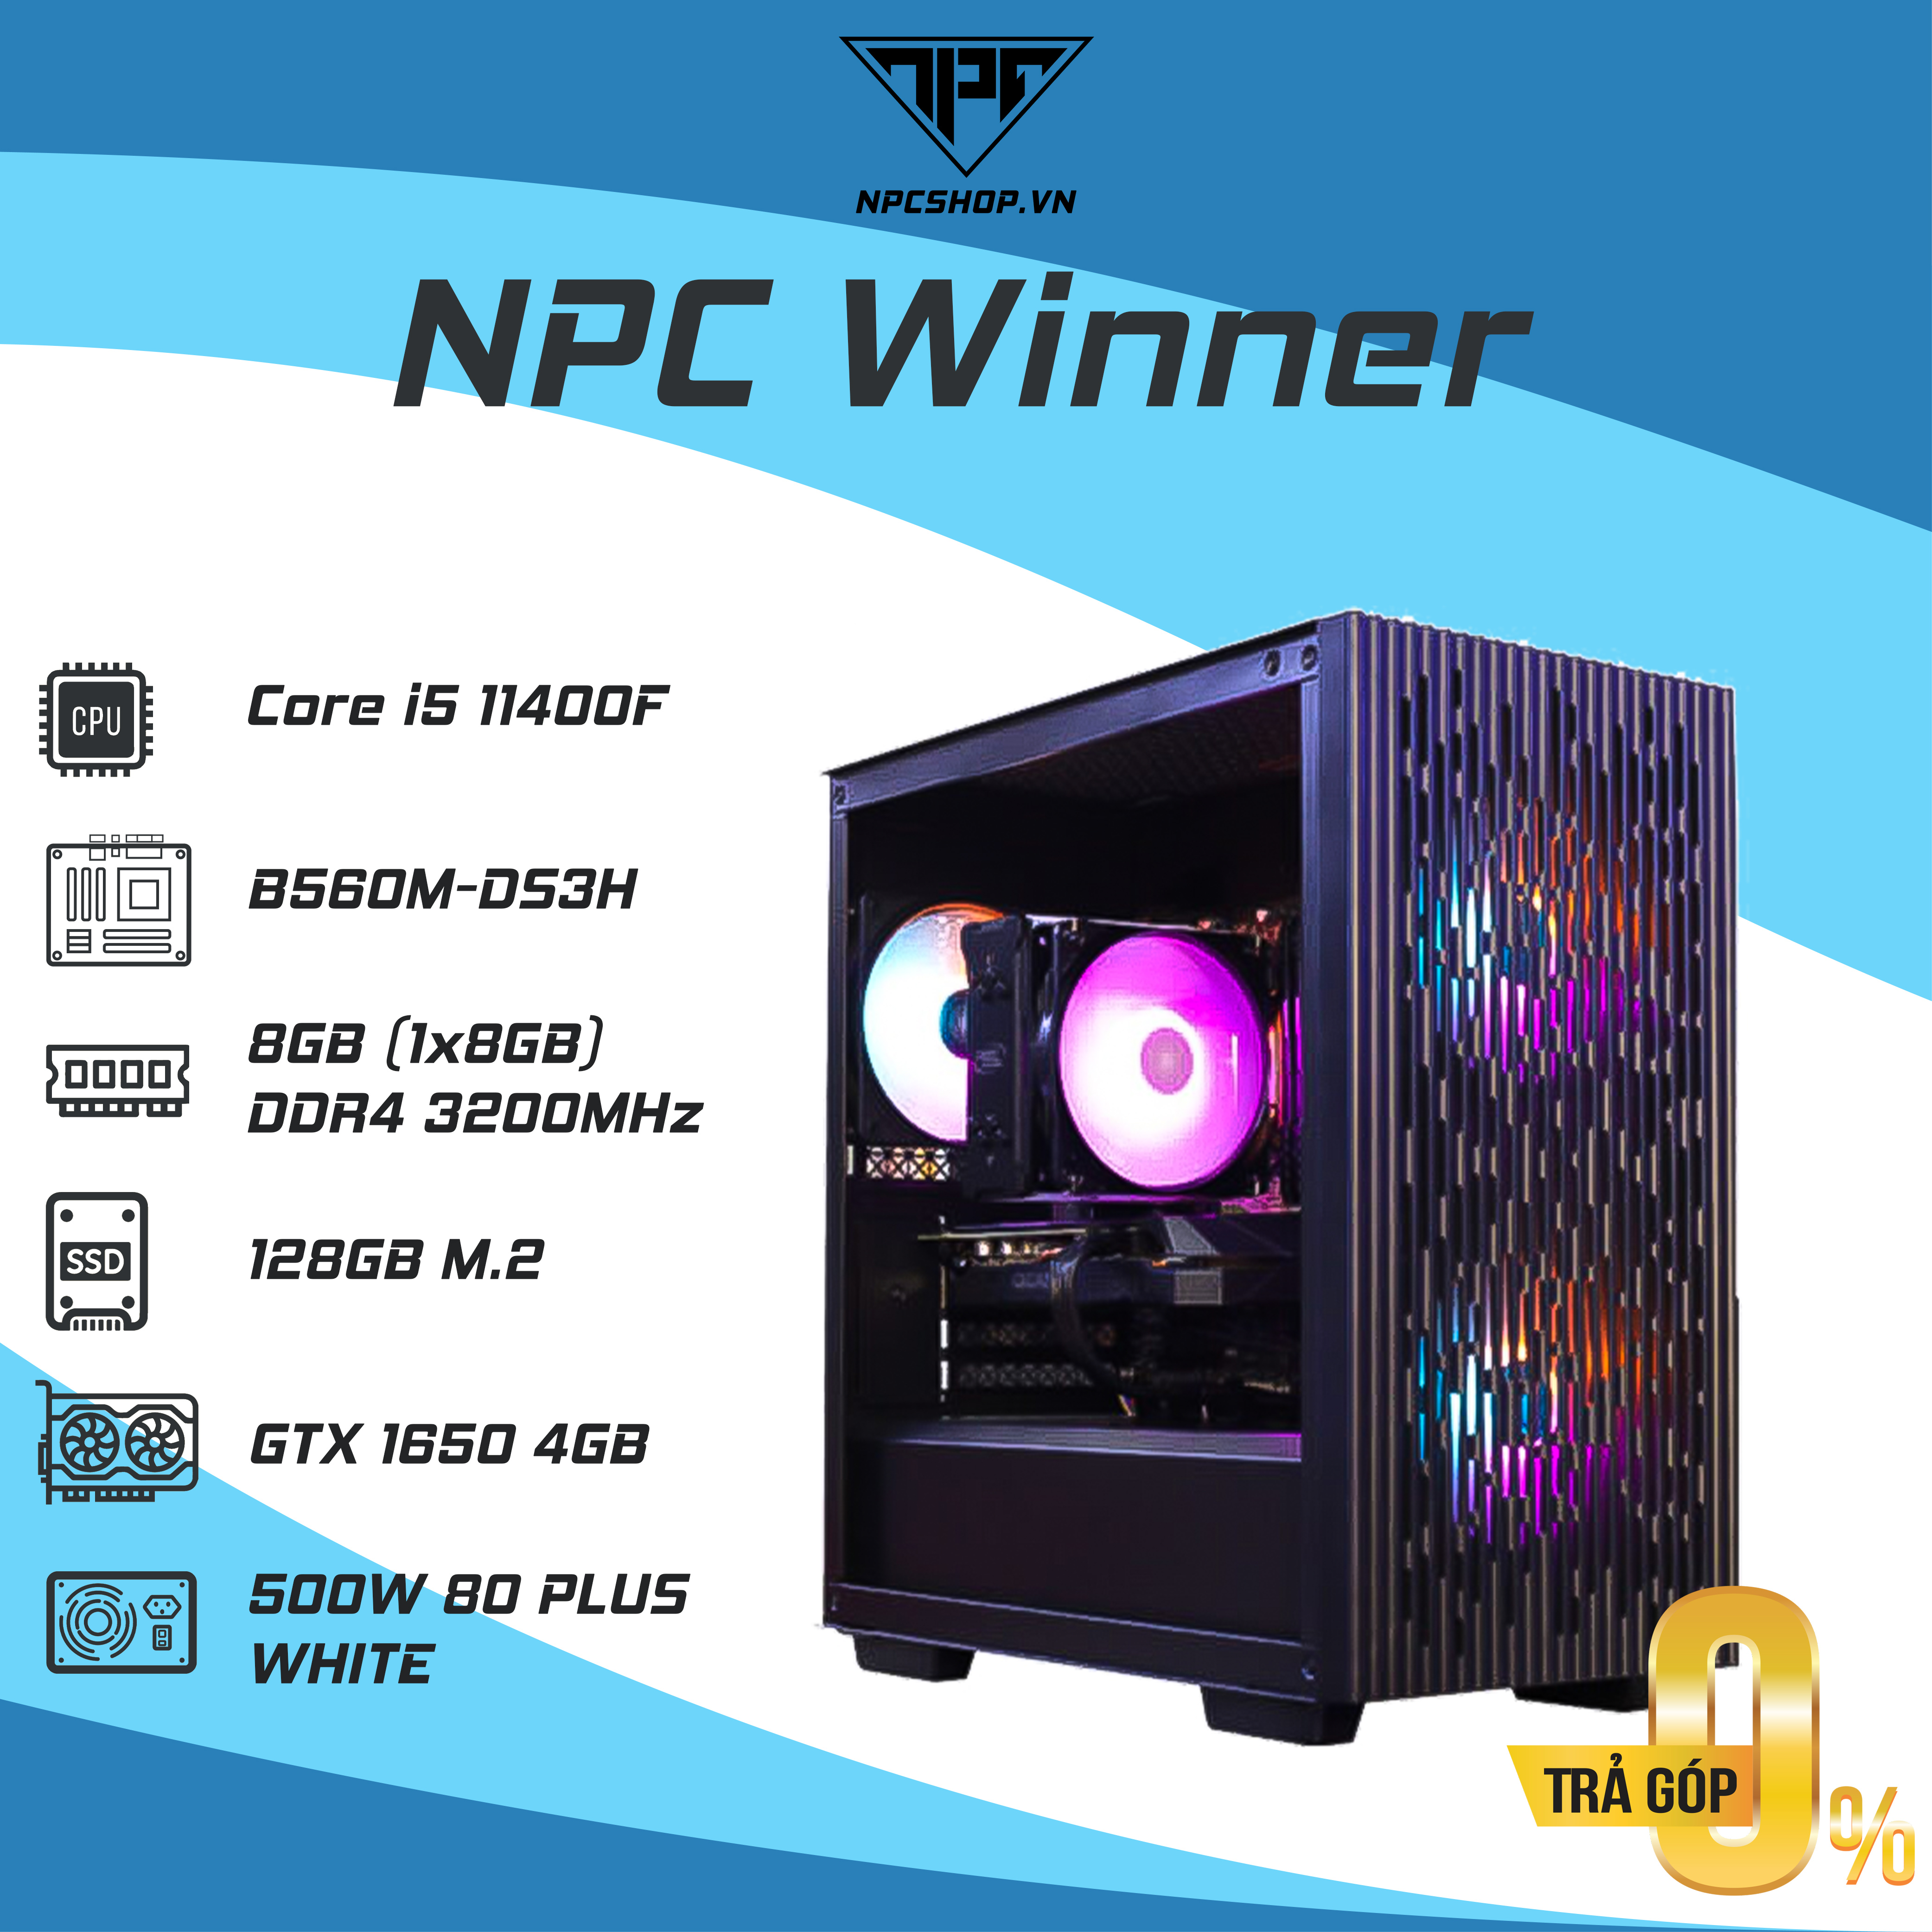 NPC
NPCSHOP.VN
NPC Winner
CPU
Core i5 11400F
B560M-DS3H
8GB (1x8GB)
DDR4 3200MHz
SSD
128GB M.2
GTX 1650 4GB
500W 80 PLUS
WHITE
TRẢ GÓP
0%